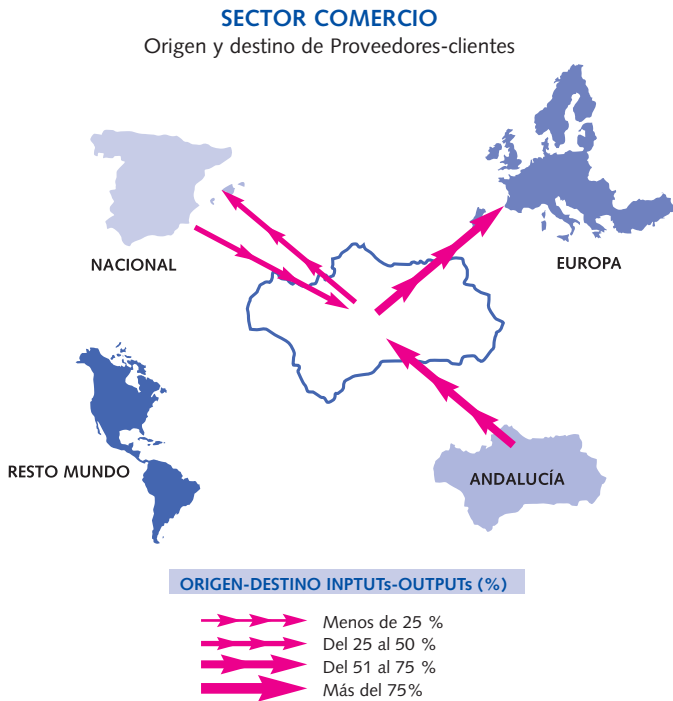 SECTOR COMERCIO
Origen y destino de Proveedores-clientes
NACIONAL
EUROPA
RESTO MUNDO
ANDALUCÍA
ORIGEN-DESTINO INPTUTs-OUTPUTs (%)
Menos de 25 %
Del 25 al 50 %
Del 51 al 75 %
Más del 75%